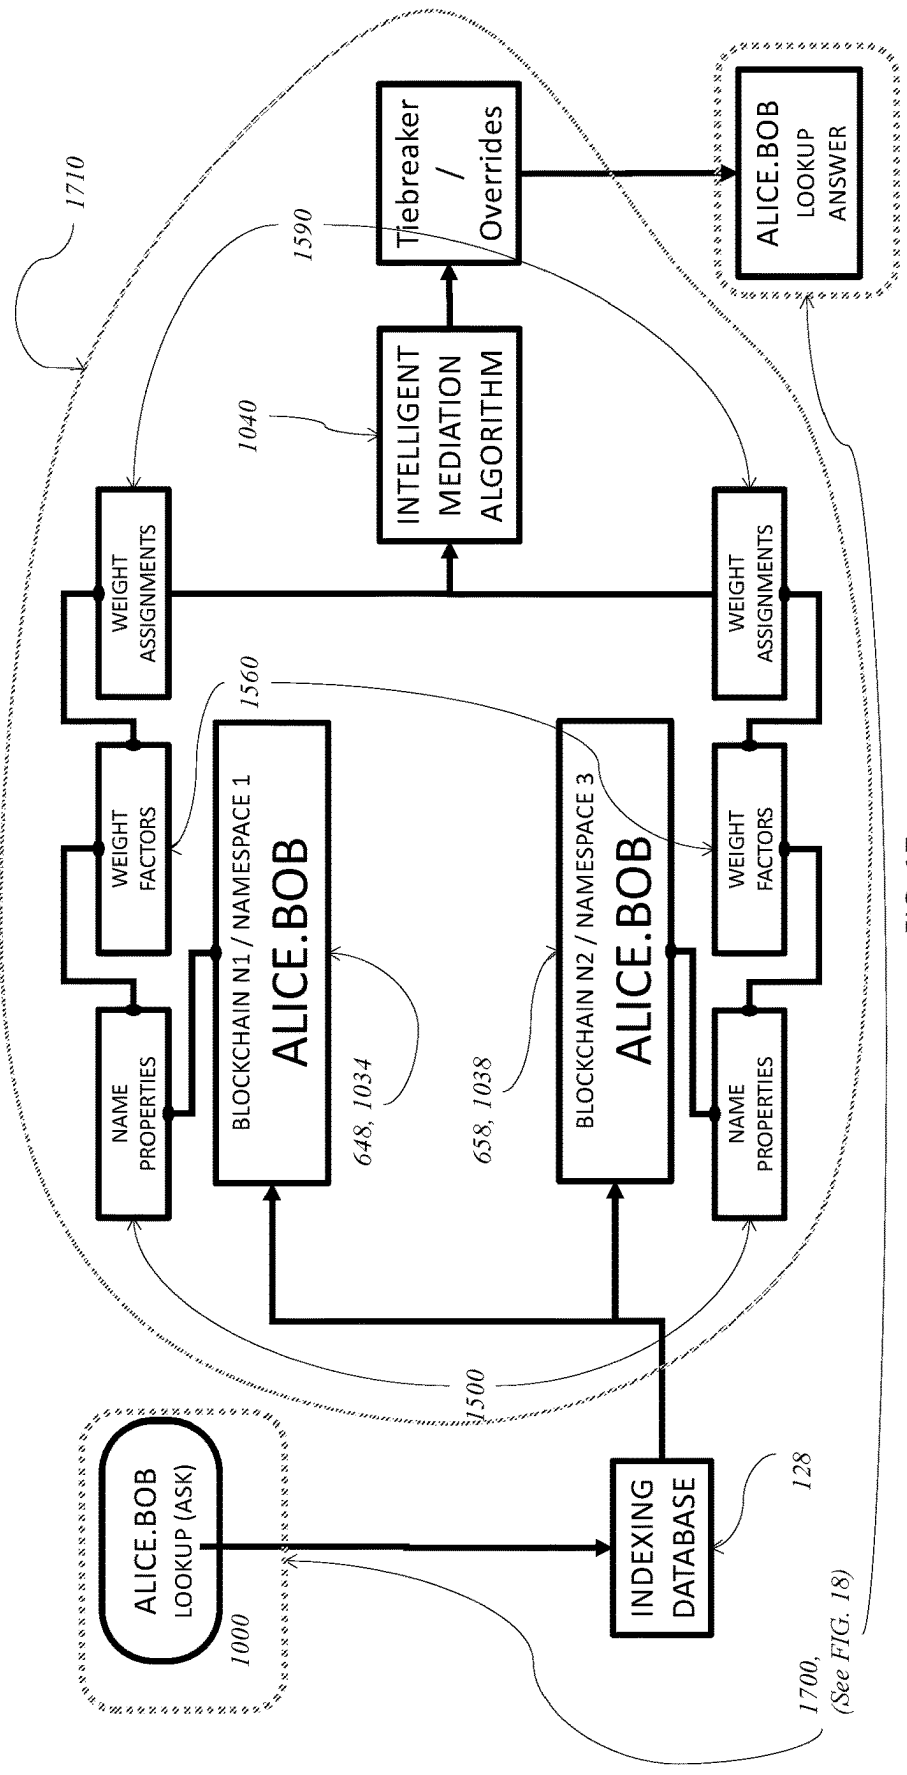 ALICE.BOB
LOOKUP (ASK)
1000
INDEXING
DATABASE
128
1700,
(See FIG. 18)
1500
NAME
PROPERTIES
WEIGHT
FACTORS
WEIGHT
ASSIGNMENTS
BLOCKCHAIN N1 / NAMESPACE 1
ALICE.BOB
648, 1034
1560
658, 1038
BLOCKCHAIN N2 / NAMESPACE 3
ALICE.BOB
NAME
PROPERTIES
WEIGHT
FACTORS
WEIGHT
ASSIGNMENTS
1040
INTELLIGENT
MEDIATION
ALGORITHM
1590
1710
Tiebreaker
/
Overrides
ALICE.BOB
LOOKUP
ANSWER